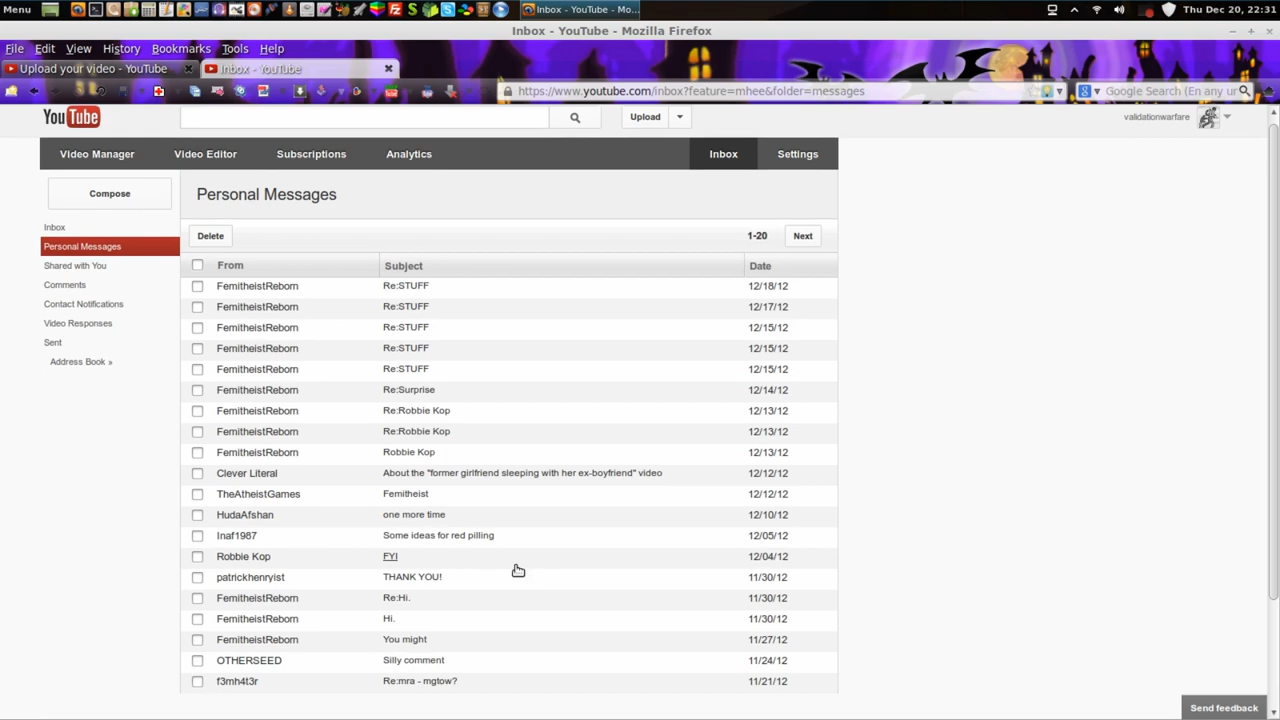 Menu
Inbox - YouTube - Mo...
Thu Dec 20, 22:31
Inbox - YouTube - Mozilla Firefox
File Edit View History Bookmarks Tools Help
Upload your video - YouTube
Inbox - YouTube
https://www.youtube.com/inbox?feature=mhee&folder=messages
Google Search (En any ur
YouTube
Upload
validationwarfare
Video Manager Video Editor Subscriptions Analytics Inbox Settings
Compose
Personal Messages
Inbox
Personal Messages
Shared with You
Comments
Contact Notifications
Video Responses
Sent
Address Book »
Delete 1-20 Next
From Subject Date
FemitheistReborn Re:STUFF 12/18/12
FemitheistReborn Re:STUFF 12/17/12
FemitheistReborn Re:STUFF 12/15/12
FemitheistReborn Re:STUFF 12/15/12
FemitheistReborn Re:STUFF 12/15/12
FemitheistReborn Re:Surprise 12/14/12
FemitheistReborn Re:Robbie Kop 12/13/12
FemitheistReborn Re:Robbie Kop 12/13/12
FemitheistReborn Robbie Kop 12/13/12
Clever Literal About the "former girlfriend sleeping with her ex-boyfriend" video 12/12/12
TheAtheistGames Femitheist 12/12/12
HudaAfshan one more time 12/10/12
Inaf1987 Some ideas for red pilling 12/05/12
Robbie Kop FYI 12/04/12
patrickhenryist THANK YOU! 11/30/12
FemitheistReborn Re:Hi. 11/30/12
FemitheistReborn Hi. 11/30/12
FemitheistReborn You might 11/27/12
OTHERSEED Silly comment 11/24/12
f3mh4t3r Re:mra - mgtow? 11/21/12
Send feedback